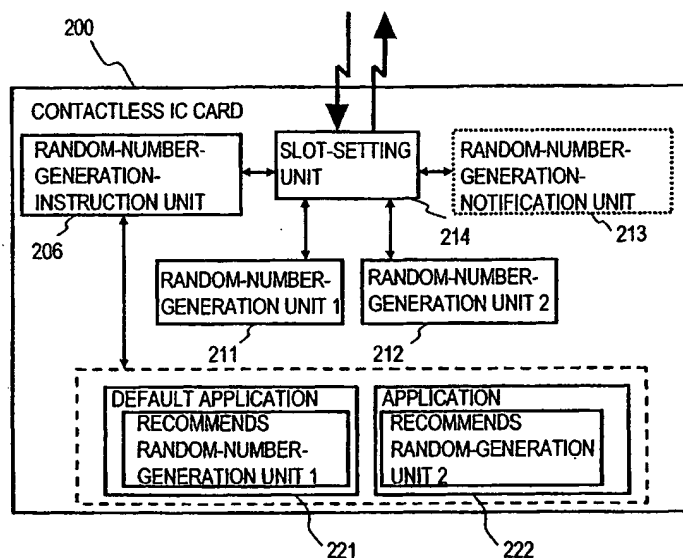 200
CONTACTLESS IC CARD
RANDOM-NUMBER-
GENERATION-
INSTRUCTION UNIT
206
SLOT-SETTING
UNIT
214
RANDOM-NUMBER-
GENERATION-
NOTIFICATION UNIT
213
RANDOM-NUMBER-
GENERATION UNIT 1
211
RANDOM-NUMBER-
GENERATION UNIT 2
212
DEFAULT APPLICATION
RECOMMENDS
RANDOM-NUMBER-
GENERATION UNIT 1
221
APPLICATION
RECOMMENDS
RANDOM-GENERATION
UNIT 2
222